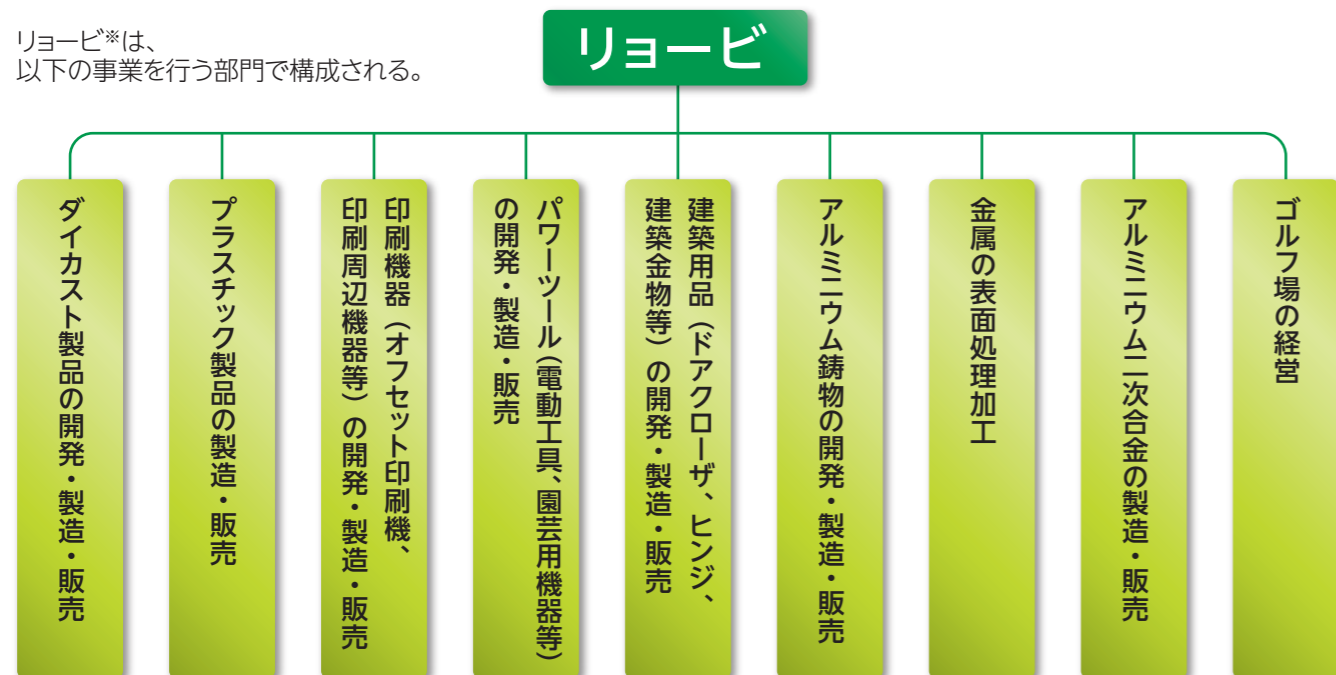 リョービ※は、
以下の事業を行う部門で構成される。
リョービ
ダイカスト製品の開発・製造・販売
プラスチック製品の製造・販売
印刷機器（オフセット印刷機、
印刷周辺機器等）の開発・製造・販売
パワーツール（電動工具、園芸用機器等）
の開発・製造・販売
建築用品（ドアクローザ、ヒンジ、
建築金物等）の開発・製造・販売
アルミニウム鋳物の開発・製造・販売
金属の表面処理加工
アルミニウム二次合金の製造・販売
ゴルフ場の経営